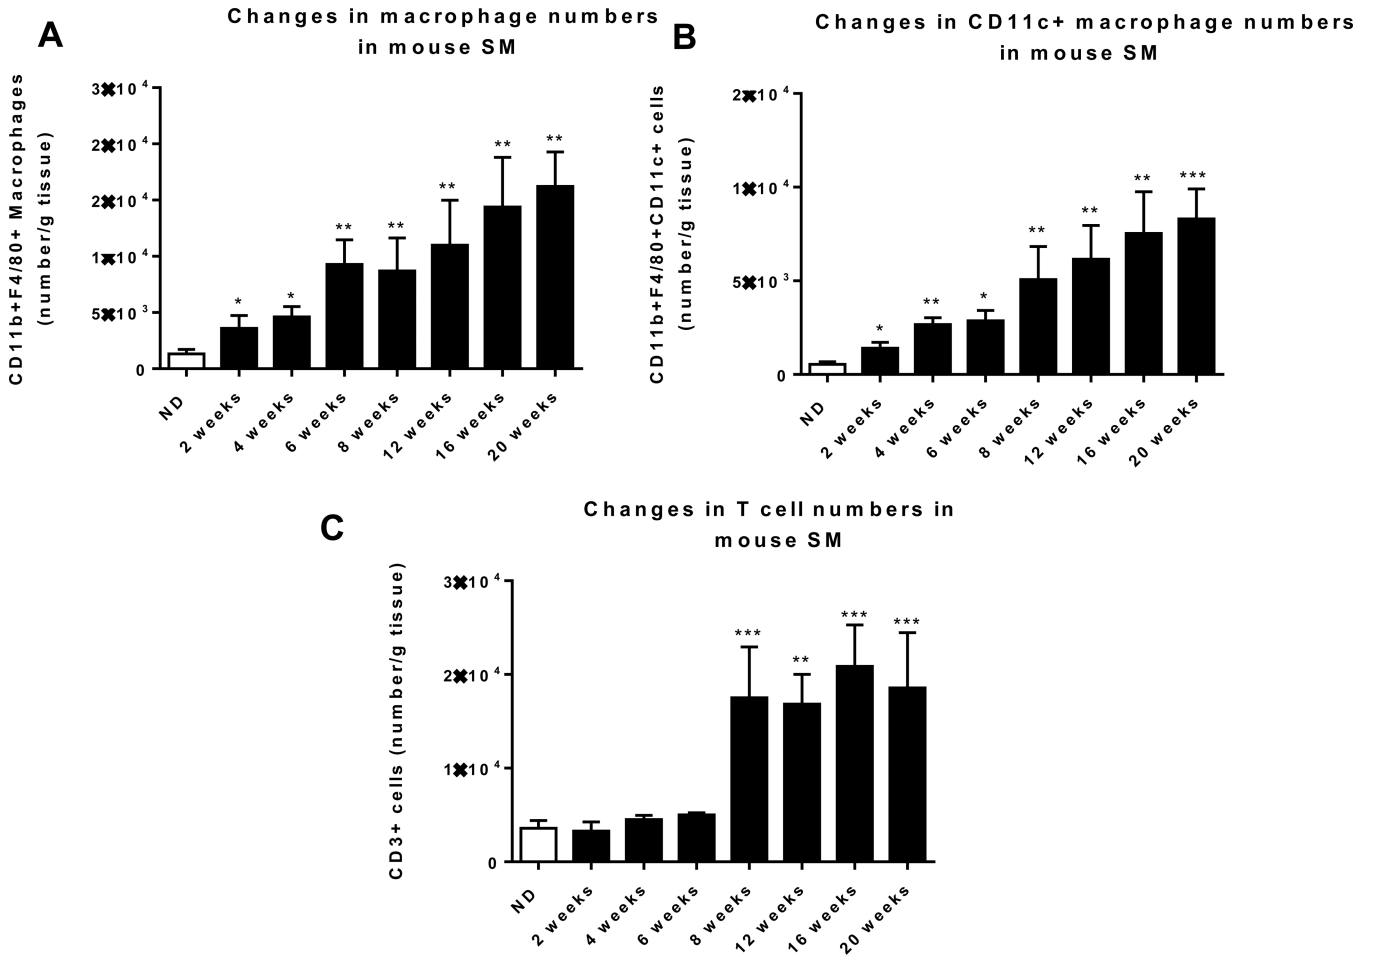 A
Changes in macrophage numbers
in mouse SM
CD11b+F4/80+ Macrophages
(number/g tissue)
3✖10 4
2✖10 4
2✖10 4
1✖10 4
5✖10 3
0
*
*
**
**
**
**
**
ND
2 weeks
4 weeks
6 weeks
8 weeks
12 weeks
16 weeks
20 weeks
B
Changes in CD11c+ macrophage numbers
in mouse SM
CD11b+F4/80+CD11c+ cells
(number/g tissue)
2✖10 4
1✖10 4
5✖10 3
0
*
**
*
**
**
**
***
ND
2 weeks
4 weeks
6 weeks
8 weeks
12 weeks
16 weeks
20 weeks
C
Changes in T cell numbers in
mouse SM
CD3+ cells (number/g tissue)
3✖10 4
2✖10 4
1✖10 4
0
***
**
***
***
ND
2 weeks
4 weeks
6 weeks
8 weeks
12 weeks
16 weeks
20 weeks